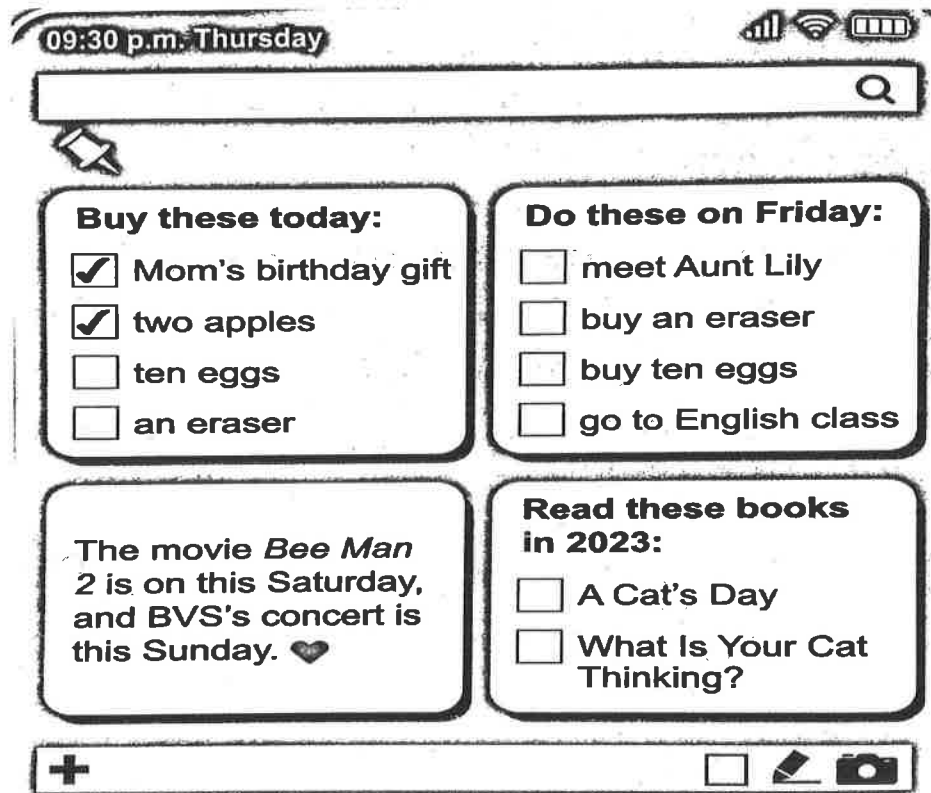 09:30 p.m. Thursday
Buy these today:
Mom's birthday gift
two apples
ten eggs
an eraser
Do these on Friday:
meet Aunt Lily
buy an eraser
buy ten eggs
go to English class
The movie Bee Man
2 is on this Saturday,
and BVS's concert is
this Sunday.
Read these books
in 2023:
A Cat's Day
What Is Your Cat
Thinking?